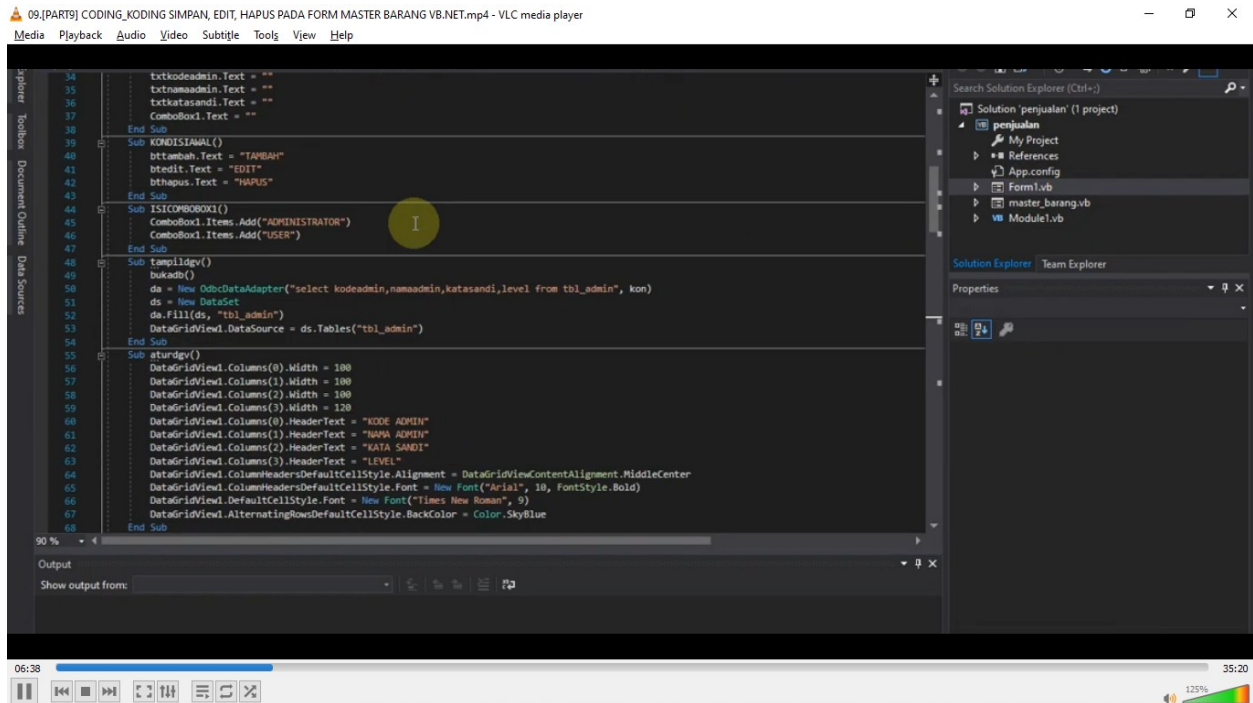 09.[PART9] CODING_KODING SIMPAN, EDIT, HAPUS PADA FORM MASTER BARANG VB.NET.mp4 - VLC media player
Media Playback Audio Video Subtitle Tools View Help
Explorer
Toolbox
Document Outline
Data Sources
34 txtkodeadmin.Text = ""
35 txtnamaadmin.Text = ""
36 txtkatasandi.Text = ""
37 ComboBox1.Text = ""
38 End Sub
39 Sub KONDISIAWAL()
40 bttambah.Text = "TAMBAH"
41 btedit.Text = "EDIT"
42 bthapus.Text = "HAPUS"
43 End Sub
44 Sub ISICOMBOBOX1()
45 ComboBox1.Items.Add("ADMINISTRATOR")
46 ComboBox1.Items.Add("USER")
47 End Sub
48 Sub tampildgv()
49 bukadb()
50 da = New OdbcDataAdapter("select kodeadmin,namaadmin,katasandi,level from tbl_admin", kon)
51 ds = New DataSet
52 da.Fill(ds, "tbl_admin")
53 DataGridView1.DataSource = ds.Tables("tbl_admin")
54 End Sub
55 Sub aturdgv()
56 DataGridView1.Columns(0).Width = 100
57 DataGridView1.Columns(1).Width = 100
58 DataGridView1.Columns(2).Width = 100
59 DataGridView1.Columns(3).Width = 120
60 DataGridView1.Columns(0).HeaderText = "KODE ADMIN"
61 DataGridView1.Columns(1).HeaderText = "NAMA ADMIN"
62 DataGridView1.Columns(2).HeaderText = "KATA SANDI"
63 DataGridView1.Columns(3).HeaderText = "LEVEL"
64 DataGridView1.ColumnHeadersDefaultCellStyle.Alignment = DataGridViewContentAlignment.MiddleCenter
65 DataGridView1.ColumnHeadersDefaultCellStyle.Font = New Font("Arial", 10, FontStyle.Bold)
66 DataGridView1.DefaultCellStyle.Font = New Font("Times New Roman", 9)
67 DataGridView1.AlternatingRowsDefaultCellStyle.BackColor = Color.SkyBlue
68 End Sub
90 %
Output
Show output from:
Search Solution Explorer (Ctrl+;)
Solution 'penjualan' (1 project)
VB penjualan
My Project
References
App.config
Form1.vb
master_barang.vb
VB Module1.vb
Solution Explorer Team Explorer
Properties
06:38
35:20
125%